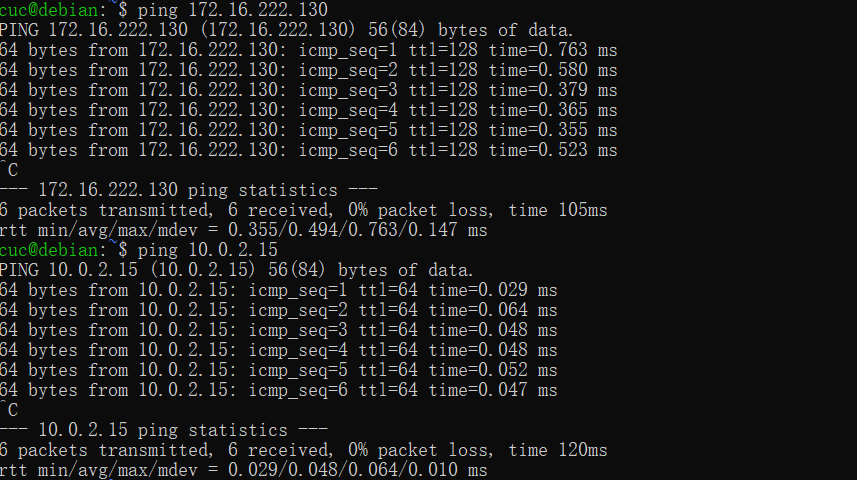 cuc@debian:~$ ping 172.16.222.130
PING 172.16.222.130 (172.16.222.130) 56(84) bytes of data.
64 bytes from 172.16.222.130: icmp_seq=1 ttl=128 time=0.763 ms
64 bytes from 172.16.222.130: icmp_seq=2 ttl=128 time=0.580 ms
64 bytes from 172.16.222.130: icmp_seq=3 ttl=128 time=0.379 ms
64 bytes from 172.16.222.130: icmp_seq=4 ttl=128 time=0.365 ms
64 bytes from 172.16.222.130: icmp_seq=5 ttl=128 time=0.355 ms
64 bytes from 172.16.222.130: icmp_seq=6 ttl=128 time=0.523 ms
^C
--- 172.16.222.130 ping statistics ---
6 packets transmitted, 6 received, 0% packet loss, time 105ms
rtt min/avg/max/mdev = 0.355/0.494/0.763/0.147 ms
cuc@debian:~$ ping 10.0.2.15
PING 10.0.2.15 (10.0.2.15) 56(84) bytes of data.
64 bytes from 10.0.2.15: icmp_seq=1 ttl=64 time=0.029 ms
64 bytes from 10.0.2.15: icmp_seq=2 ttl=64 time=0.064 ms
64 bytes from 10.0.2.15: icmp_seq=3 ttl=64 time=0.048 ms
64 bytes from 10.0.2.15: icmp_seq=4 ttl=64 time=0.048 ms
64 bytes from 10.0.2.15: icmp_seq=5 ttl=64 time=0.052 ms
64 bytes from 10.0.2.15: icmp_seq=6 ttl=64 time=0.047 ms
^C
--- 10.0.2.15 ping statistics ---
6 packets transmitted, 6 received, 0% packet loss, time 120ms
rtt min/avg/max/mdev = 0.029/0.048/0.064/0.010 ms